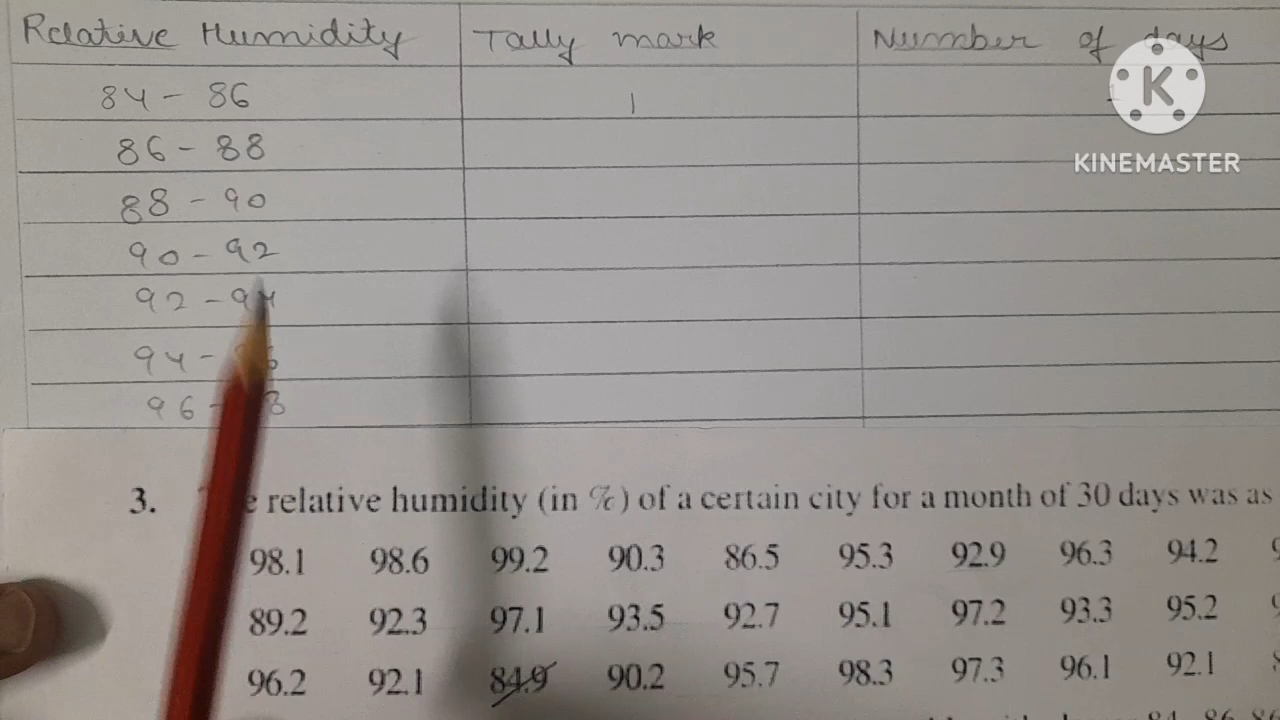 Relative Humidity Tally mark Number of days
84 - 86 | 1
86 - 88
88 - 90
90 - 92
92 - 94
94 -
96 -
KINEMASTER
3. relative humidity (in %) of a certain city for a month of 30 days was as
98.1 98.6 99.2 90.3 86.5 95.3 92.9 96.3 94.2
89.2 92.3 97.1 93.5 92.7 95.1 97.2 93.3 95.2
96.2 92.1 84.9 90.2 95.7 98.3 97.3 96.1 92.1